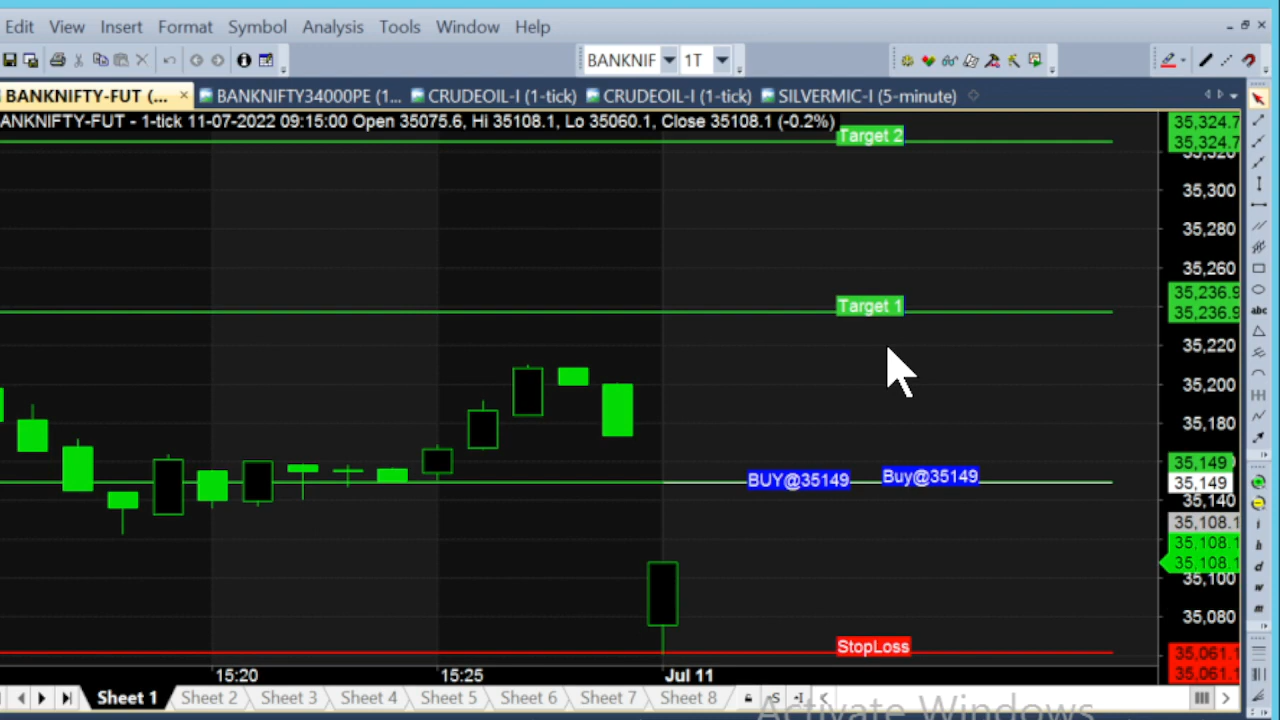 Edit View Insert Format Symbol Analysis Tools Window Help
BANKNIF 1T
BANKNIFTY-FUT (... BANKNIFTY34000PE (1... CRUDEOIL-I (1-tick) CRUDEOIL-I (1-tick) SILVERMIC-I (5-minute)
ANKNIFTY-FUT - 1-tick 11-07-2022 09:15:00 Open 35075.6, Hi 35108.1, Lo 35060.1, Close 35108.1 (-0.2%)
35,324.7
Target 2
35,324.7
35,320
35,300
35,280
35,260
35,236.9
Target 1
35,236.9
35,220
35,200
35,180
35,149
BUY@35149 Buy@35149
35,149
35,140
35,108.1
35,108.1
35,108.1
35,100
35,080
StopLoss
35,061.1
35,061.1
15:20 15:25 Jul 11
Sheet 1 Sheet 2 Sheet 3 Sheet 4 Sheet 5 Sheet 6 Sheet 7 Sheet 8
Activate Windows
abc
i
h
d
w
m